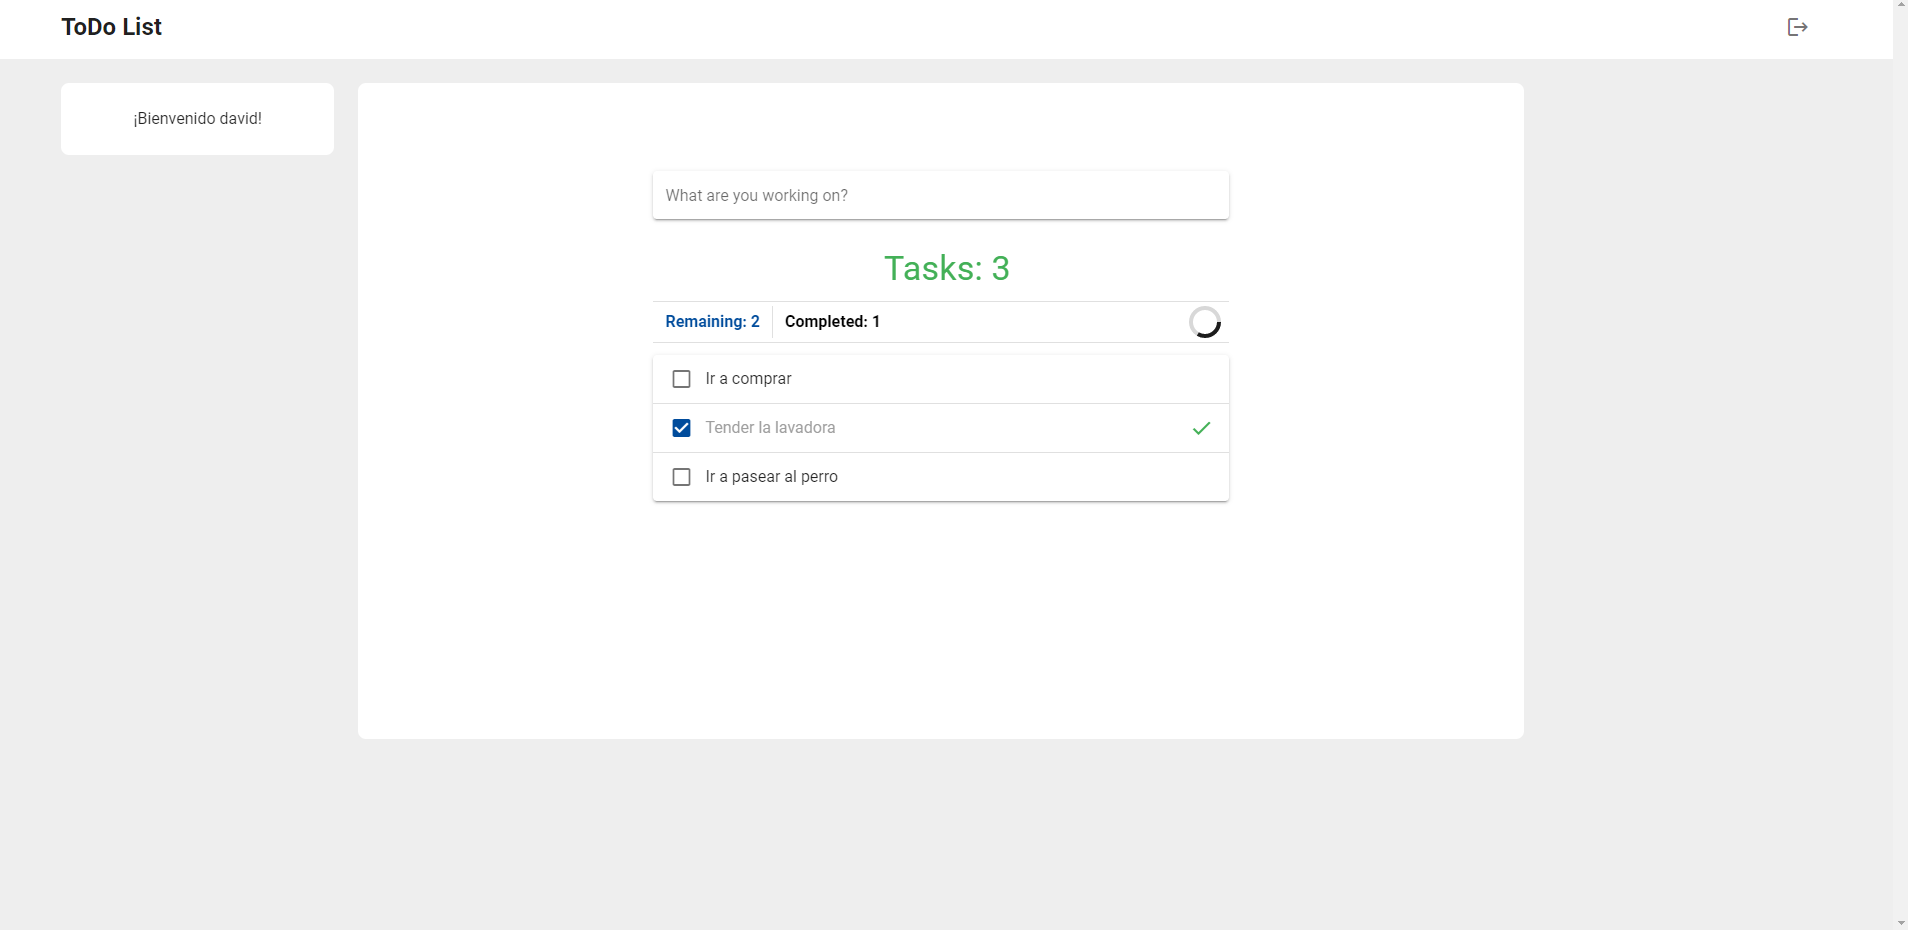 ToDo List
¡Bienvenido david!
What are you working on?
Tasks: 3
Remaining: 2 Completed: 1
Ir a comprar
Tender la lavadora
Ir a pasear al perro